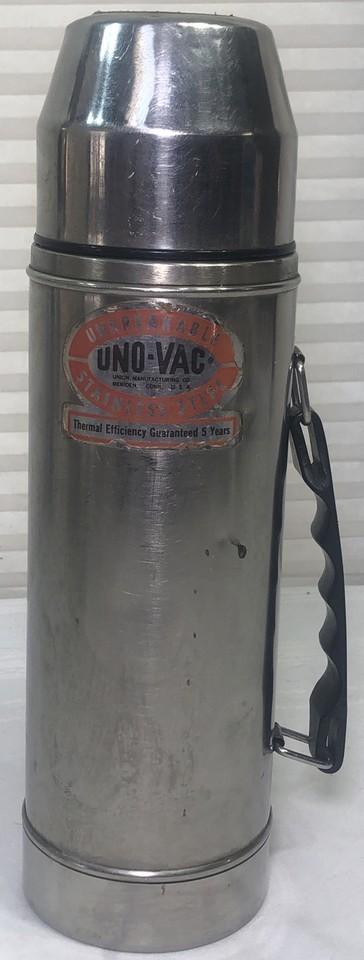 UNBREAKABLE
UNO-VAC®
UNION MANUFACTURING CO.
MERIDEN, CONN. U.S.A.
STAINLESS STEEL
Thermal Efficiency Guaranteed 5 Years